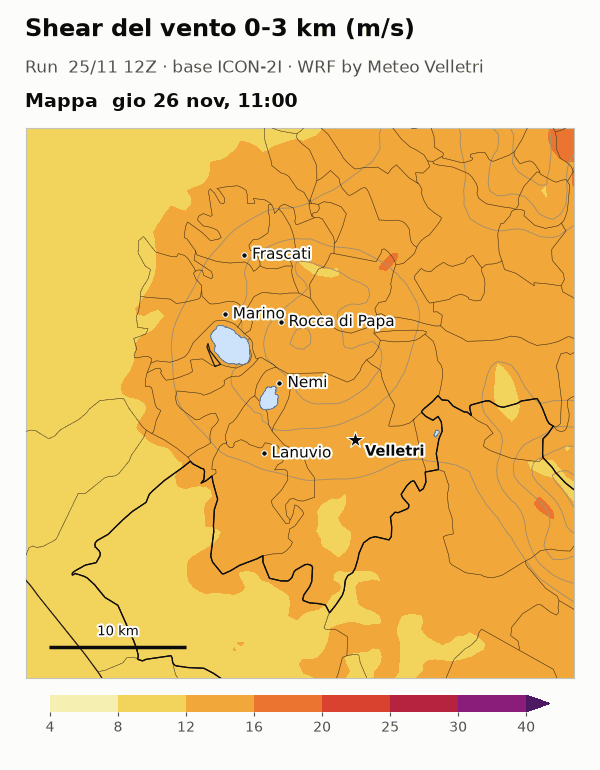 Shear del vento 0-3 km (m/s)
Run  25/11 12Z · base ICON-2I · WRF by Meteo Velletri
Mappa  gio 26 nov, 11:00
Frascati
Marino
Rocca di Papa
Nemi
Velletri
Lanuvio
10 km
4 8 12 16 20 25 30 40